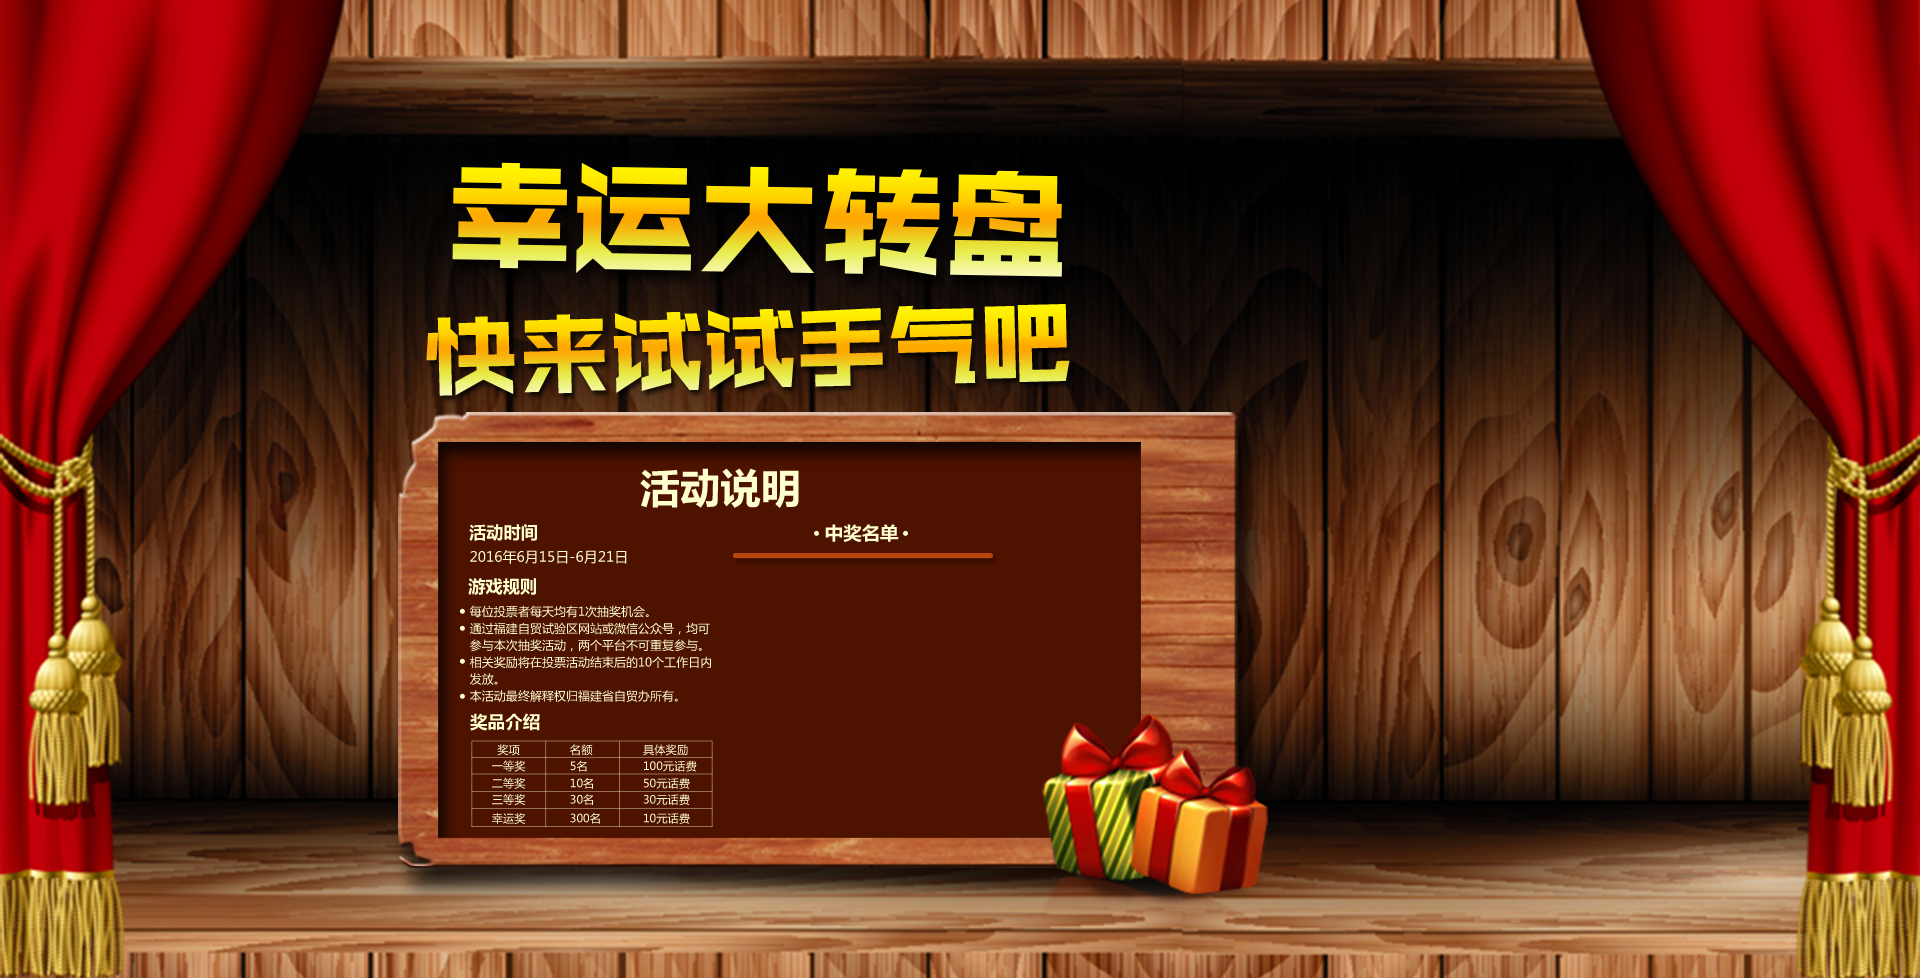 幸运大转盘
快来试试手气吧
活动说明
活动时间
2016年6月15日-6月21日
游戏规则
• 每位投票者每天均有1次抽奖机会。
• 通过福建自贸试验区网站或微信公众号，均可
参与本次抽奖活动，两个平台不可重复参与。
• 相关奖励将在投票活动结束后的10个工作日内
发放。
• 本活动最终解释权归福建省自贸办所有。
奖品介绍
奖项 名额 具体奖励
一等奖 5名 100元话费
二等奖 10名 50元话费
三等奖 30名 30元话费
幸运奖 300名 10元话费
• 中奖名单 •